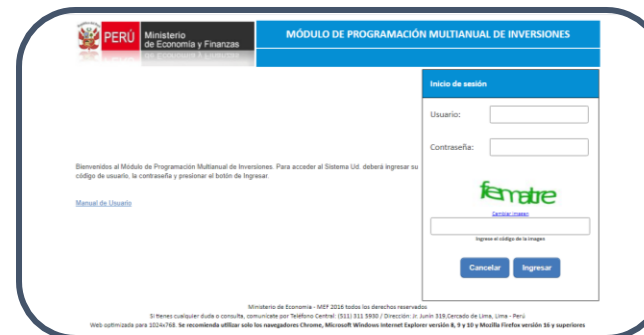 PERÚ
Ministerio
de Economía y Finanzas
MÓDULO DE PROGRAMACIÓN MULTIANUAL DE INVERSIONES
Inicio de sesión
Usuario:
Contraseña:
Bienvenidos al Módulo de Programación Multianual de Inversiones. Para acceder al Sistema Ud. deberá ingresar su
código de usuario, la contraseña y presionar el botón de Ingresar.
Manual de Usuario
fematre
Cambiar imagen
Ingrese el código de la imagen
Cancelar
Ingresar
Ministerio de Economía - MEF 2016 todos los derechos reservados
Si tienes cualquier duda o consulta, comunícate por Teléfono Central: (511) 311 5930 / Dirección: Jr. Junín 319,Cercado de Lima, Lima - Perú
Web optimizada para 1024x768. Se recomienda utilizar solo los navegadores Chrome, Microsoft Windows Internet Explorer versión 8, 9 y 10 y Mozilla Firefox versión 16 y superiores